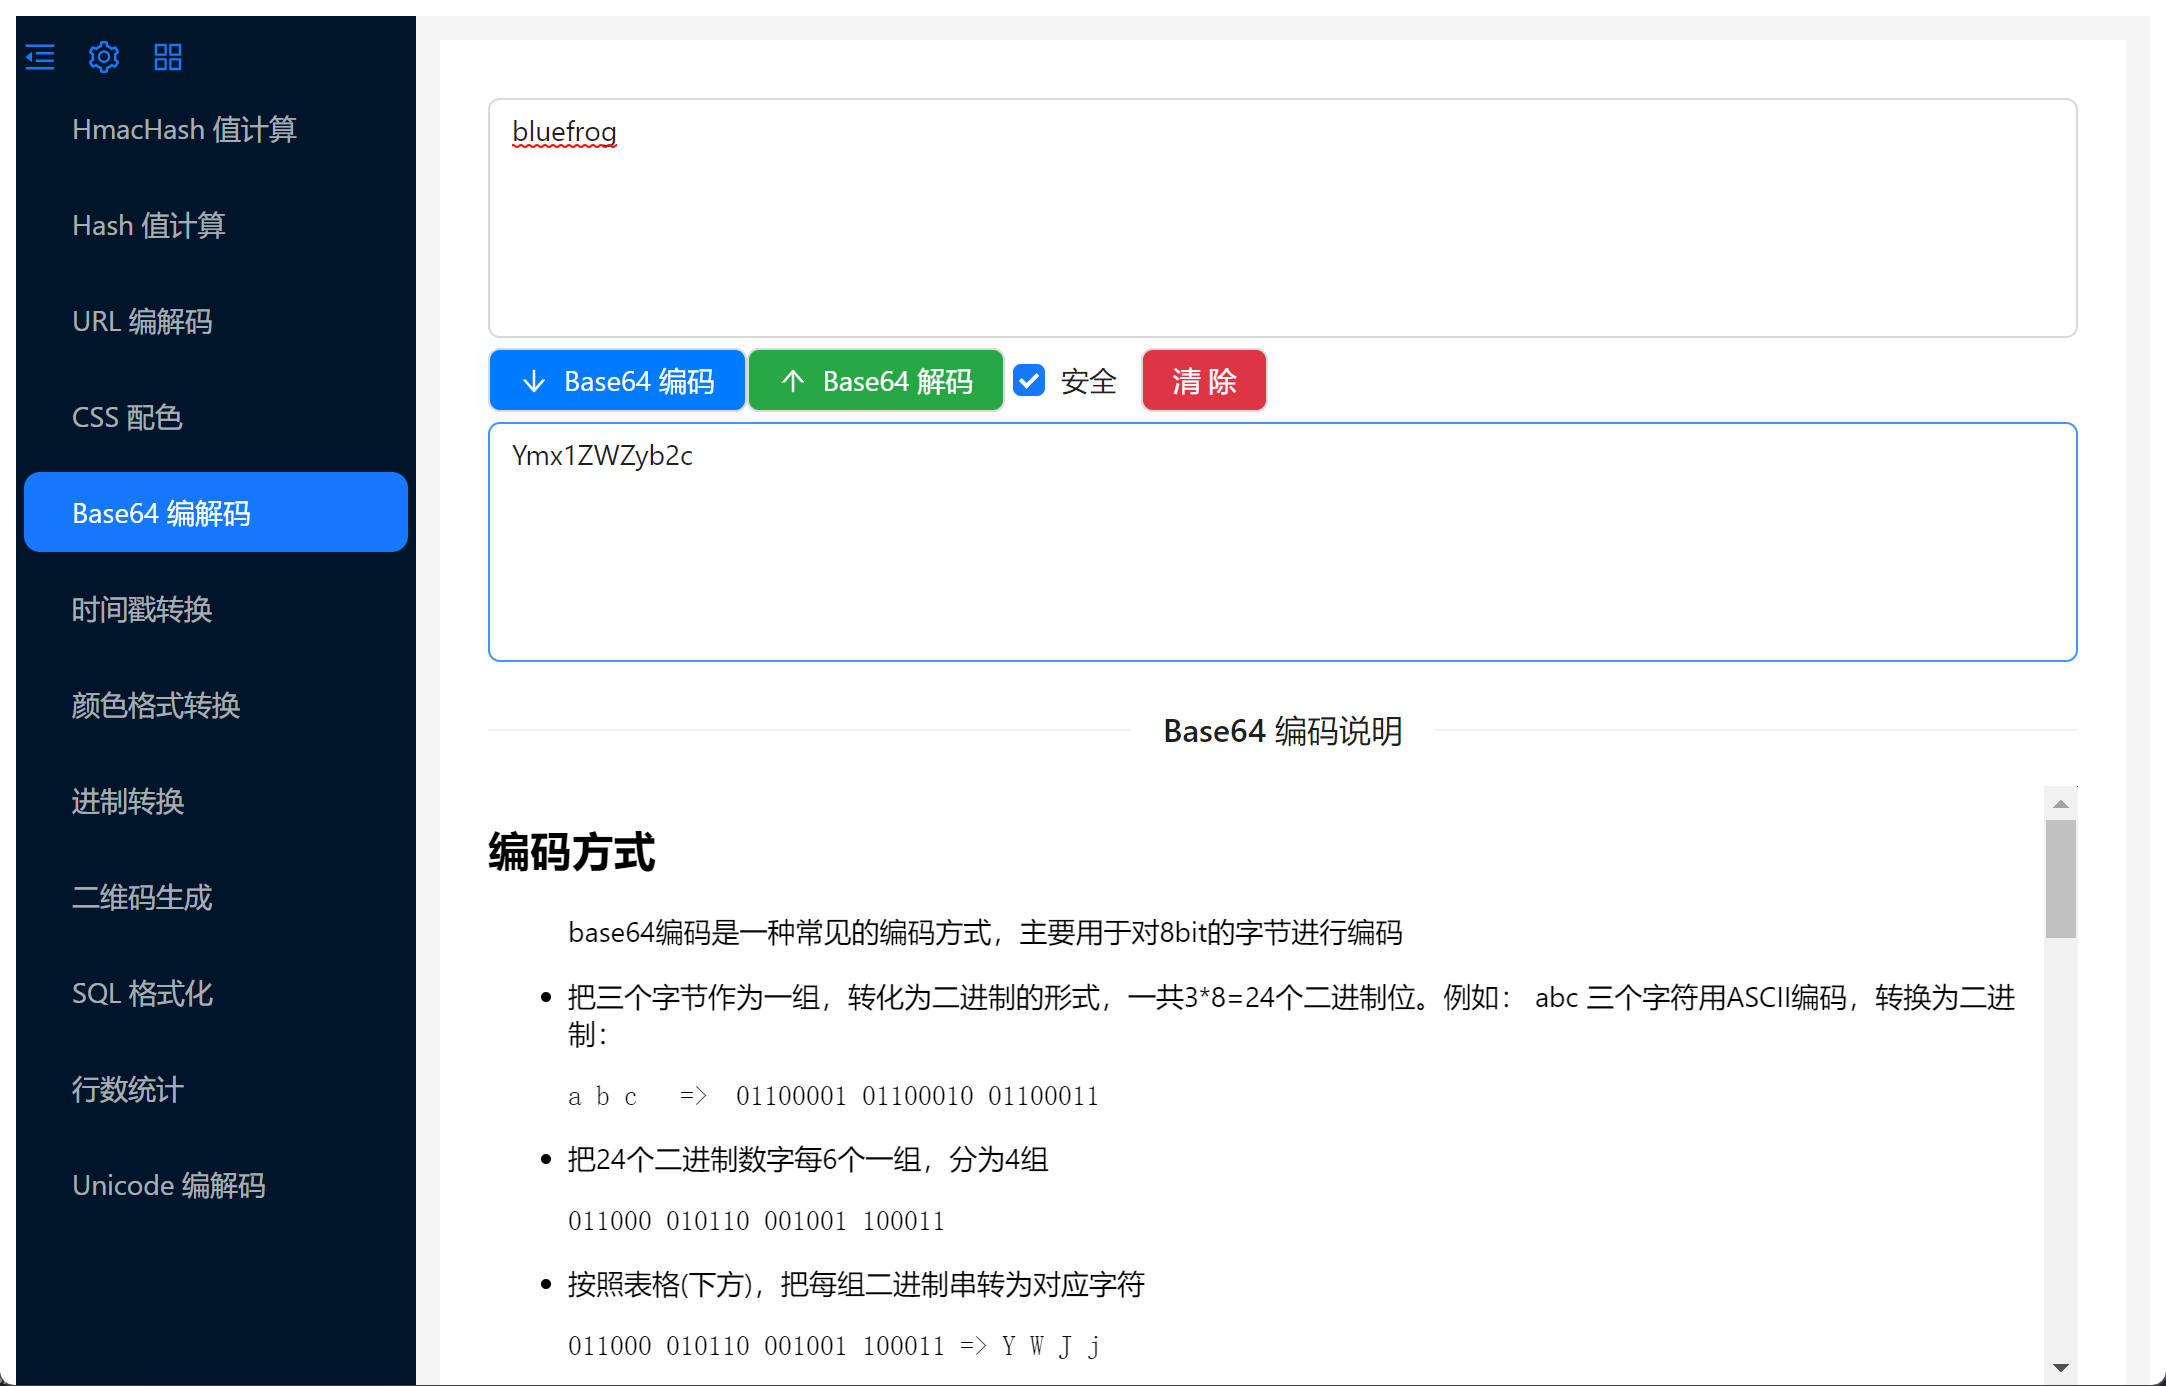 HmacHash 值计算
Hash 值计算
URL 编解码
CSS 配色
Base64 编解码
时间戳转换
颜色格式转换
进制转换
二维码生成
SQL 格式化
行数统计
Unicode 编解码
bluefrog
Base64 编码 Base64 解码 安全 清 除
Ymx1ZWZyb2c
Base64 编码说明
编码方式
base64编码是一种常见的编码方式，主要用于对8bit的字节进行编码
把三个字节作为一组，转化为二进制的形式，一共3*8=24个二进制位。例如： abc 三个字符用ASCII编码，转换为二进
制：
a b c   =>  01100001 01100010 01100011
把24个二进制数字每6个一组，分为4组
011000 010110 001001 100011
按照表格(下方)，把每组二进制串转为对应字符
011000 010110 001001 100011 => Y W J j